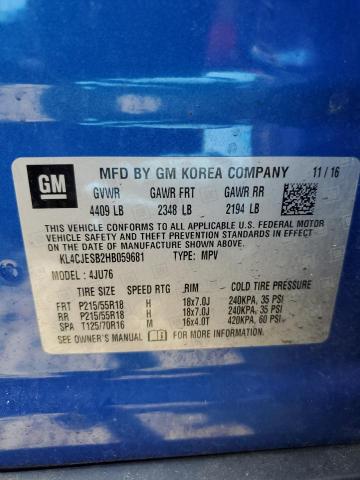 GM
MFD BY GM KOREA COMPANY 11/16
GVWR GAWR FRT GAWR RR
4409 LB 2348 LB 2194 LB
THIS VEHICLE CONFORMS TO ALL APPLICABLE
U.S. FEDERAL MOTOR VEHICLE SAFETY, BUMPER, AND
THEFT PREVENTION STANDARDS IN EFFECT ON THE DATE
OF MANUFACTURE SHOWN ABOVE.
KL4CJESB2HB059681 TYPE: MPV
MODEL: 4JU76
TIRE SIZE SPEED RTG RIM COLD TIRE PRESSURE
FRT P215/55R18 H 18x7.0J 240KPA, 35 PSI
RR P215/55R18 H 18x7.0J 240KPA, 35 PSI
SPA T125/70R16 M 16x4.0T 420KPA, 60 PSI
SEE OWNER'S MANUAL FOR ADDITIONAL INFORMATION.